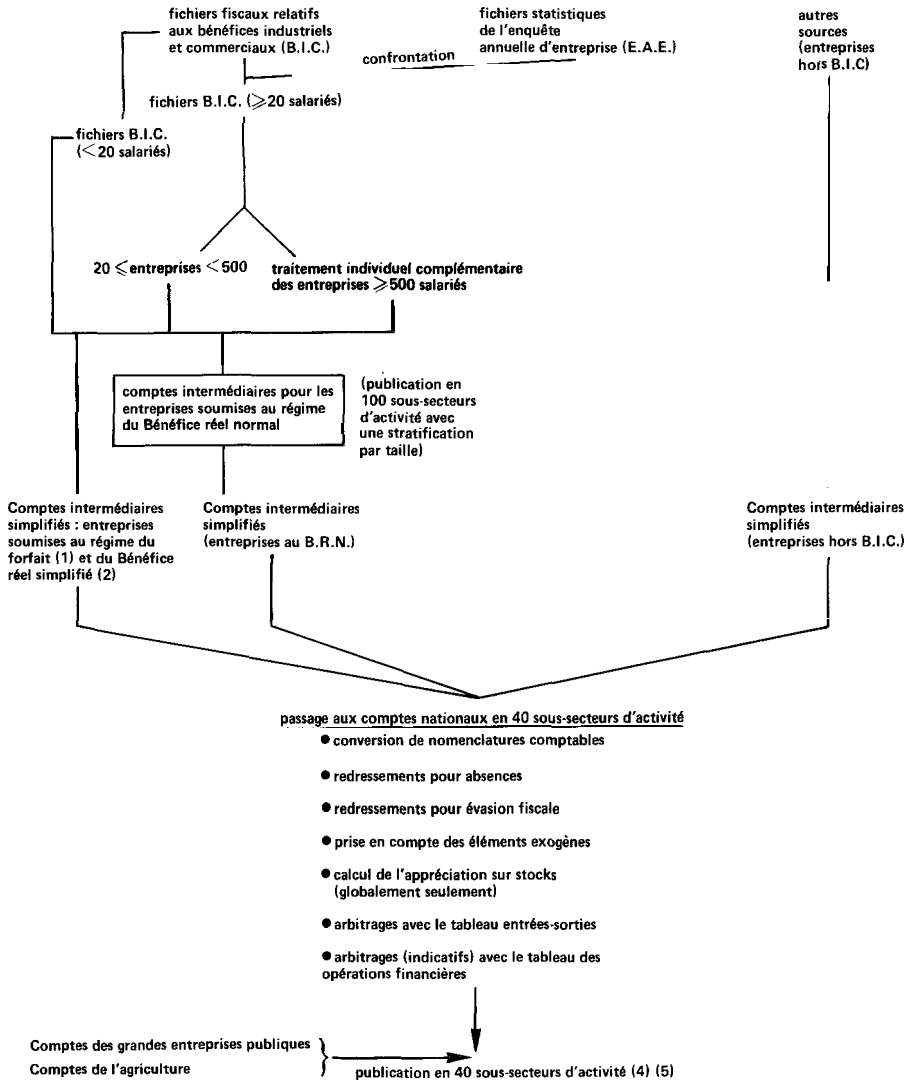 fichiers fiscaux relatifs
aux bénéfices industriels
et commerciaux (B.I.C.)
confrontation
fichiers statistiques
de l'enquête
annuelle d'entreprise (E.A.E.)
autres
sources
(entreprises
hors B.I.C)
fichiers B.I.C. (⩾20 salariés)
fichiers B.I.C.
(<20 salariés)
20 ⩽entreprises <500
traitement individuel complémentaire
des entreprises ⩾500 salariés
comptes intermédiaires pour les
entreprises soumises au régime
du Bénéfice réel normal
(publication en
100 sous-secteurs
d'activité avec
une stratification
par taille)
Comptes intermédiaires
simplifiés : entreprises
soumises au régime du
forfait (1) et du Bénéfice
réel simplifié (2)
Comptes intermédiaires
simplifiés
(entreprises au B.R.N.)
Comptes intermédiaires
simplifiés
(entreprises hors B.I.C.)
passage aux comptes nationaux en 40 sous-secteurs d'activité
● conversion de nomenclatures comptables
● redressements pour absences
● redressements pour évasion fiscale
● prise en compte des éléments exogènes
● calcul de l'appréciation sur stocks
(globalement seulement)
● arbitrages avec le tableau entrées-sorties
● arbitrages (indicatifs) avec le tableau des
opérations financières
Comptes des grandes entreprises publiques
Comptes de l'agriculture
publication en 40 sous-secteurs d'activité (4) (5)